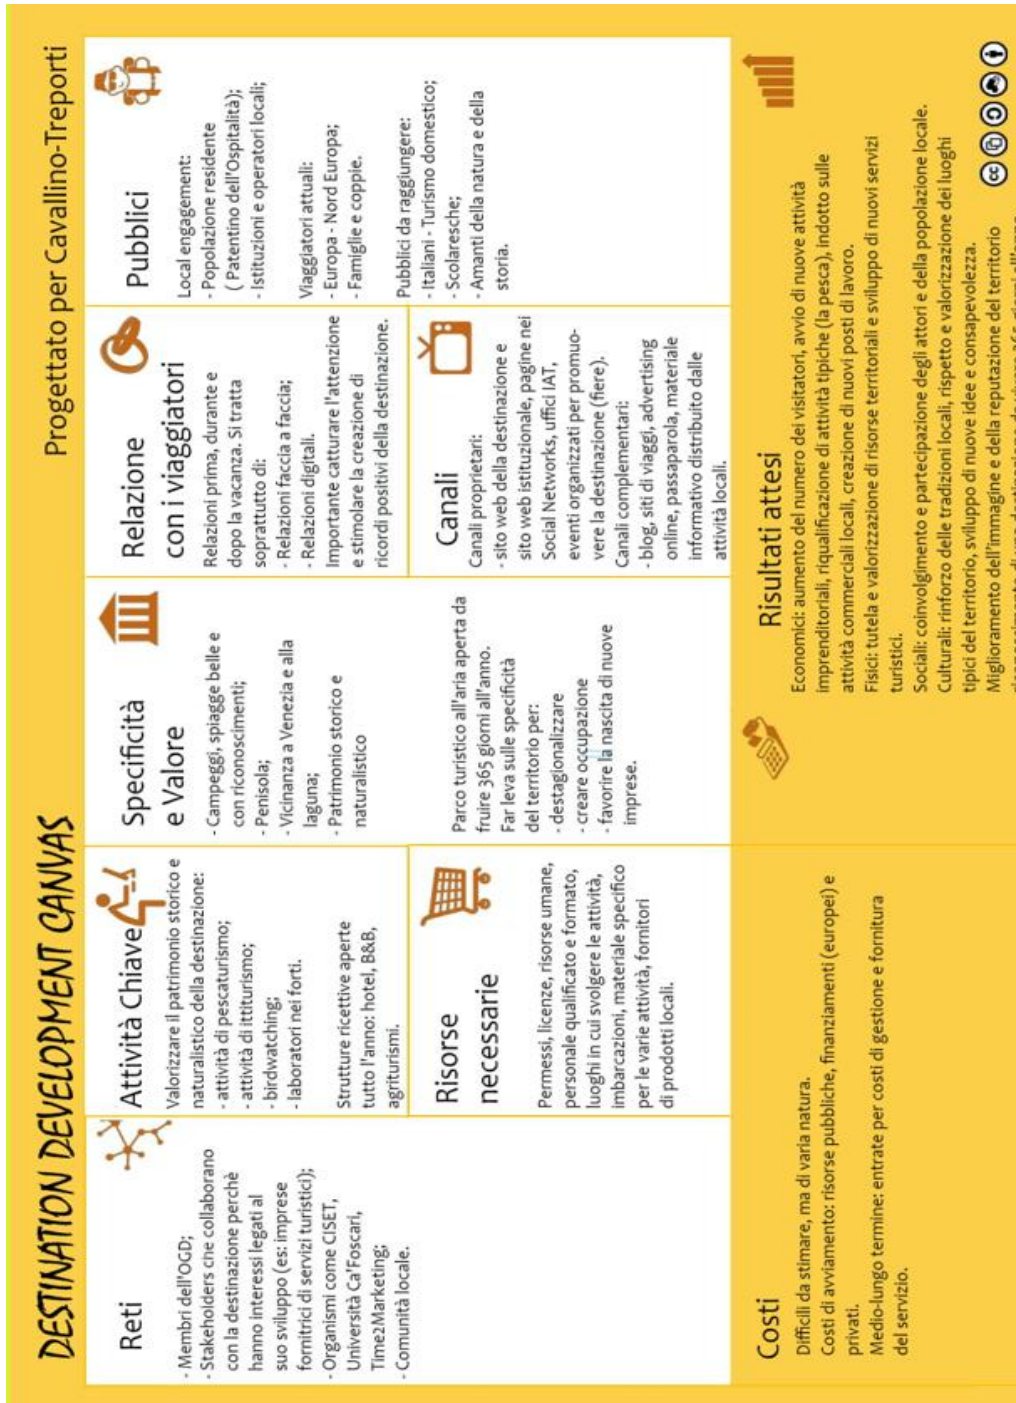 DESTINATION DEVELOPMENT CANVAS
Progettato per Cavallino-Treporti
Reti
- Membri dell'OGD;
- Stakeholders che collaborano
con la destinazione perchè
hanno interessi legati al
suo sviluppo (es: imprese
fornitrici di servizi turistici);
- Organismi come CISET,
Università Ca'Foscari,
Time2Marketing;
- Comunità locale.
Attività Chiave
Valorizzare il patrimonio storico e
naturalistico della destinazione:
- attività di pescaturismo;
- attività di ittiturismo;
- birdwatching;
- laboratori nei forti.
Strutture ricettive aperte
tutto l'anno: hotel, B&B,
agriturismi.
Risorse
necessarie
Permessi, licenze, risorse umane,
personale qualificato e formato,
luoghi in cui svolgere le attività,
imbarcazioni, materiale specifico
per le varie attività, fornitori
di prodotti locali.
Specificità
e Valore
- Campeggi, spiagge belle e
con riconoscimenti;
- Penisola;
- Vicinanza a Venezia e alla
laguna;
- Patrimonio storico e
naturalistico
Parco turistico all'aria aperta da
fruire 365 giorni all'anno.
Far leva sulle specificità
del territorio per:
- destagionalizzare
- creare occupazione
- favorire la nascita di nuove
imprese.
Relazione
con i viaggiatori
Relazioni prima, durante e
dopo la vacanza. Si tratta
soprattutto di:
- Relazioni faccia a faccia;
- Relazioni digitali.
Importante catturare l'attenzione
e stimolare la creazione di
ricordi positivi della destinazione.
Canali
Canali proprietari:
- sito web della destinazione e
sito web istituzionale, pagine nei
Social Networks, uffici IAT,
eventi organizzati per promuo-
vere la destinazione (fiere).
Canali complementari:
- blog, siti di viaggi, advertising
online, passaparola, materiale
informativo distribuito dalle
attività locali.
Pubblici
Local engagement:
- Popolazione residente
( Patentino dell'Ospitalità);
- Istituzioni e operatori locali;
Viaggiatori attuali:
- Europa - Nord Europa;
- Famiglie e coppie.
Pubblici da raggiungere:
- Italiani - Turismo domestico;
- Scolaresche;
- Amanti della natura e della
storia.
Costi
Difficili da stimare, ma di varia natura.
Costi di avviamento: risorse pubbliche, finanziamenti (europei) e
privati.
Medio-lungo termine: entrate per costi di gestione e fornitura
del servizio.
Risultati attesi
Economici: aumento del numero dei visitatori, avvio di nuove attività
imprenditoriali, riqualificazione di attività tipiche (la pesca), indotto sulle
attività commerciali locali, creazione di nuovi posti di lavoro.
Fisici: tutela e valorizzazione di risorse territoriali e sviluppo di nuovi servizi
turistici.
Sociali: coinvolgimento e partecipazione degli attori e della popolazione locale.
Culturali: rinforzo delle tradizioni locali, rispetto e valorizzazione dei luoghi
tipici del territorio, sviluppo di nuove idee e consapevolezza.
Miglioramento dell'immagine e della reputazione del territorio
cc